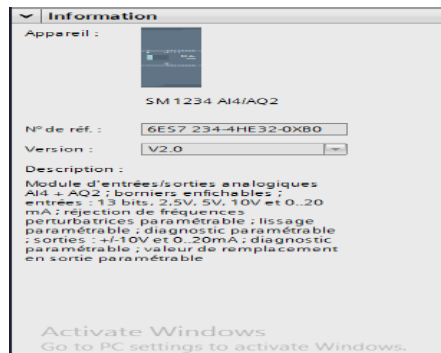 Information
Appareil :
SM 1234 AI4/AQ2
N° de réf. : 6ES7 234-4HE32-0XB0
Version : V2.0
Description :
Module d'entrées/sorties analogiques
AI4 + AQ2 ; borniers enfichables ;
entrées : 13 bits, 2,5V, 5V, 10V et 0..20
mA ; réjection de fréquences
perturbatrices paramétrable ; lissage
paramétrable ; diagnostic paramétrable
; sorties : +/-10V et 0..20mA ; diagnostic
paramétrable ; valeur de remplacement
en sortie paramétrable
Activate Windows
Go to PC settings to activate Windows.